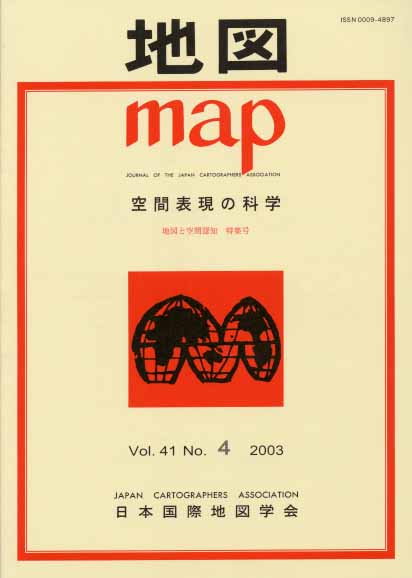 ISSN 0009-4897
地図
map
JOURNAL OF THE JAPAN CARTOGRAPHERS ASSOCIATION
空間表現の科学
地図と空間認知 特集号
Vol. 41 No. 4 2003
JAPAN CARTOGRAPHERS ASSOCIATION
日本国際地図学会